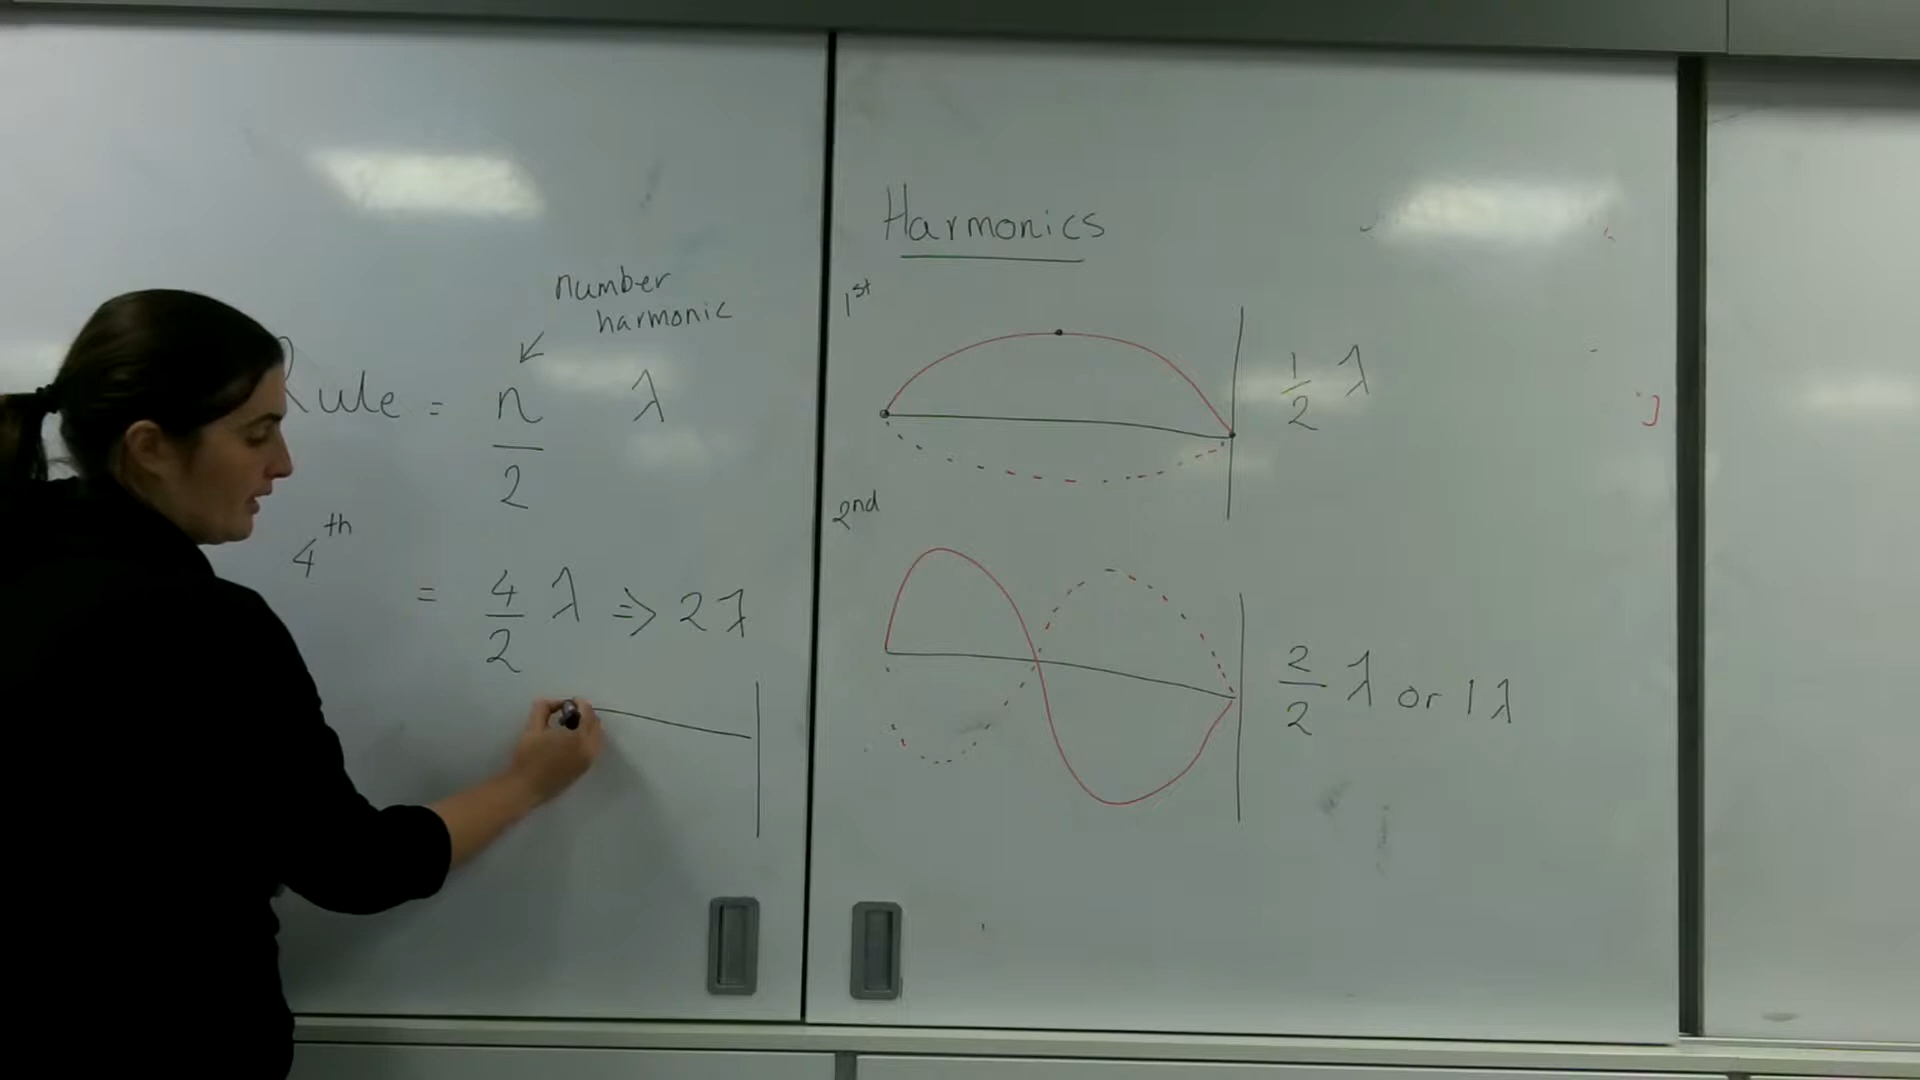 number
harmonic
Rule = n/2 λ
4th
= 4/2 λ ⇒ 2λ
Harmonics
1st
1/2 λ
2nd
2/2 λ or 1λ